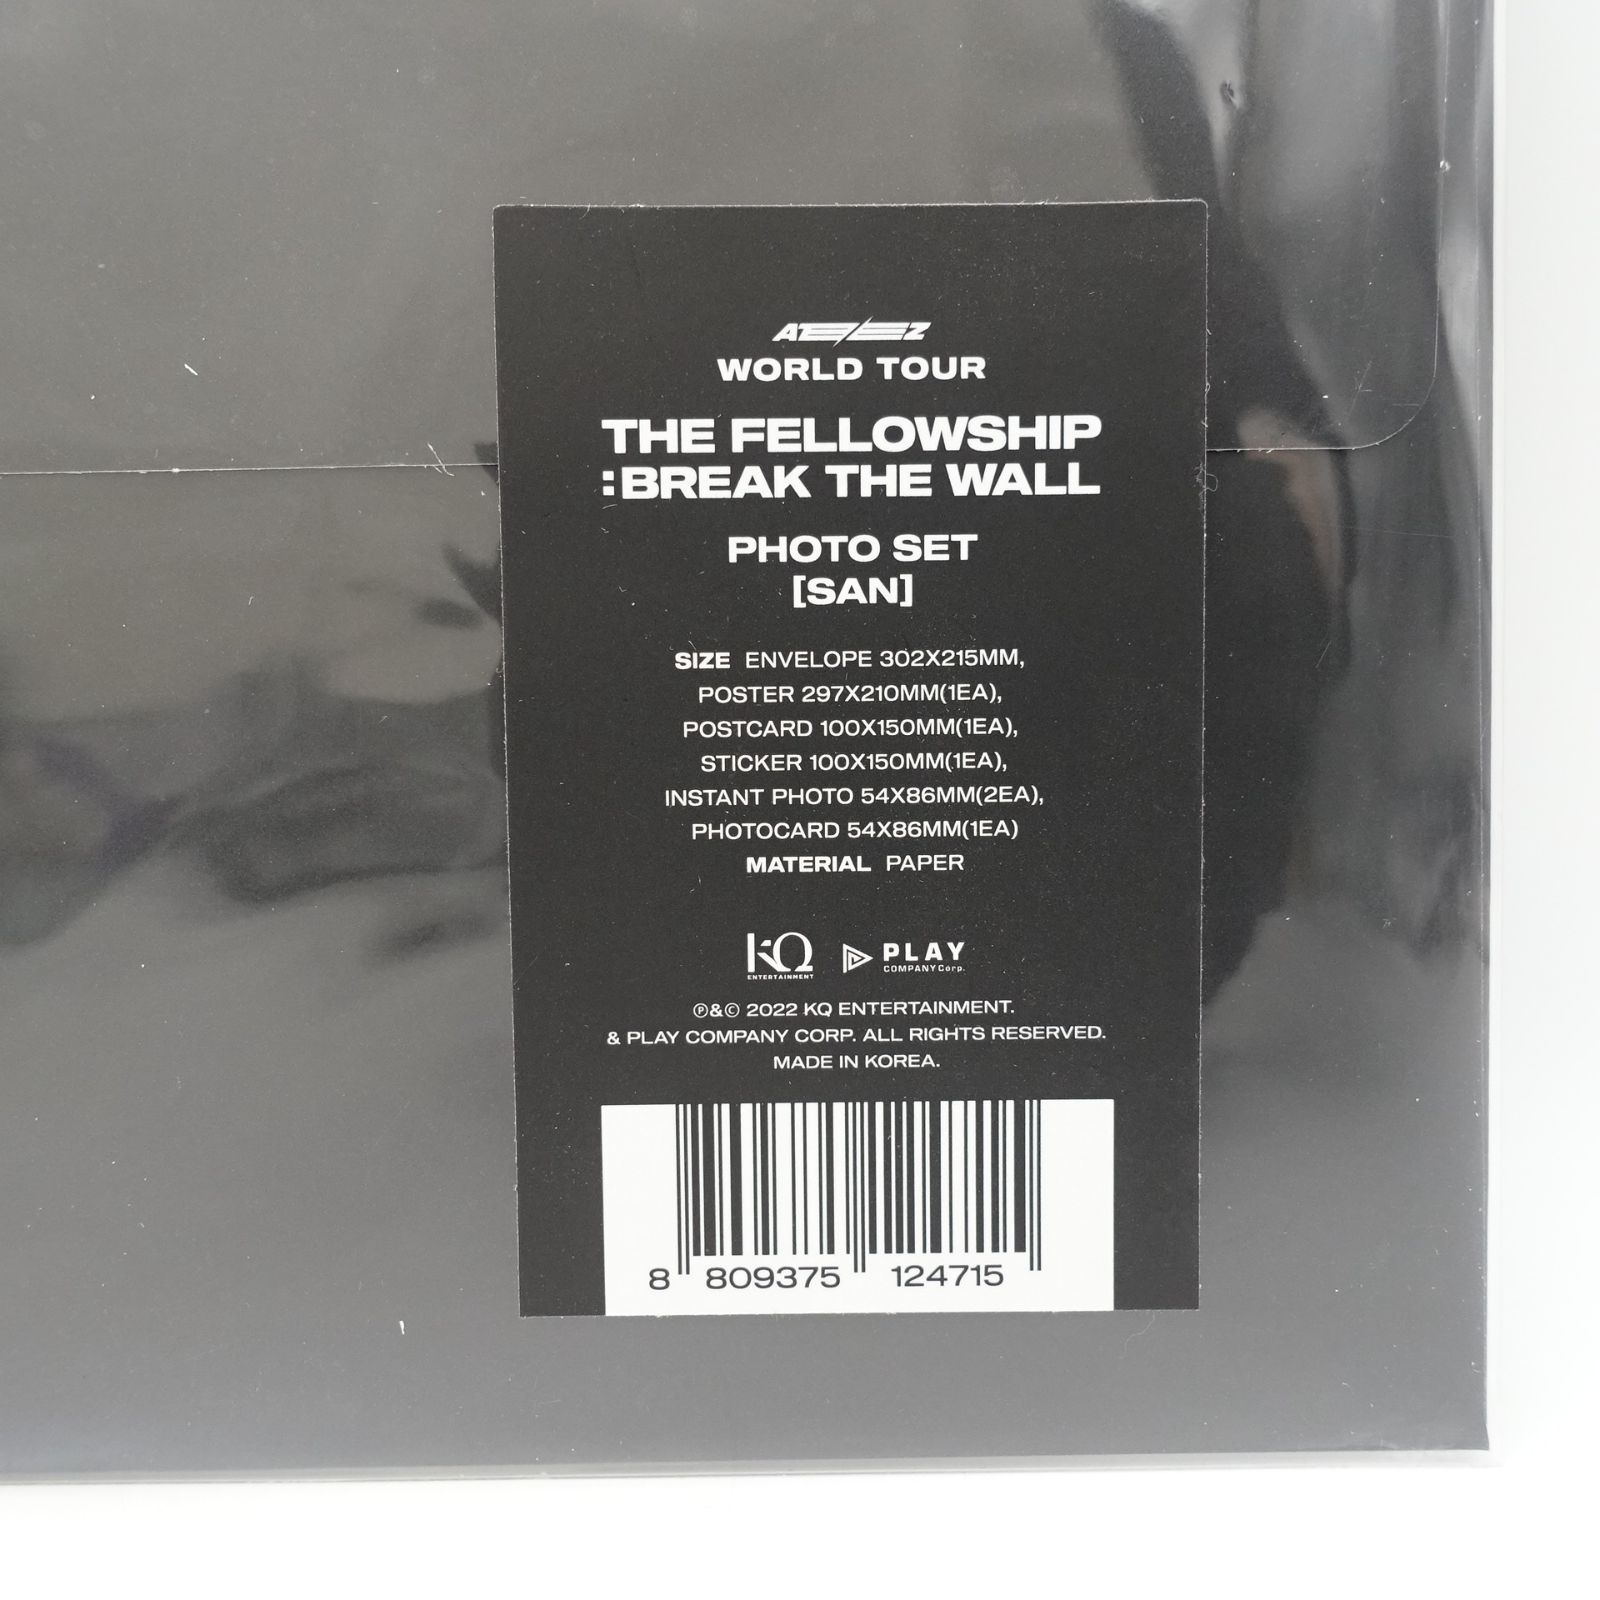 ATEEZ
WORLD TOUR
THE FELLOWSHIP
:BREAK THE WALL
PHOTO SET
[SAN]
SIZE ENVELOPE 302X215MM,
POSTER 297X210MM(1EA),
POSTCARD 100X150MM(1EA),
STICKER 100X150MM(1EA),
INSTANT PHOTO 54X86MM(2EA),
PHOTOCARD 54X86MM(1EA)
MATERIAL PAPER
KQ ENTERTAINMENT PLAY COMPANY Corp.
℗&© 2022 KQ ENTERTAINMENT.
& PLAY COMPANY CORP. ALL RIGHTS RESERVED.
MADE IN KOREA.
8 809375 124715